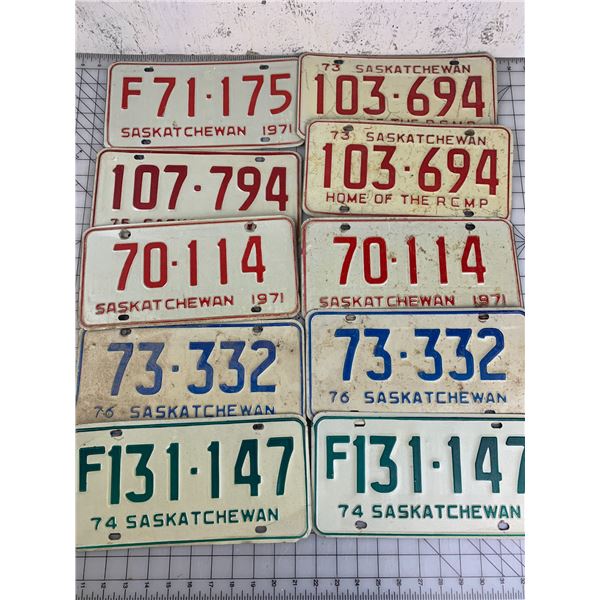 F71·175
SASKATCHEWAN 1971
73 SASKATCHEWAN
103·694
73 SASKATCHEWAN
103·694
HOME OF THE R.C.M.P.
107·794
75 SASKATCHEWAN
70·114
SASKATCHEWAN 1971
70·114
SASKATCHEWAN 1971
73·332
76 SASKATCHEWAN
73·332
76 SASKATCHEWAN
F131·147
74 SASKATCHEWAN
F131·147
74 SASKATCHEWAN